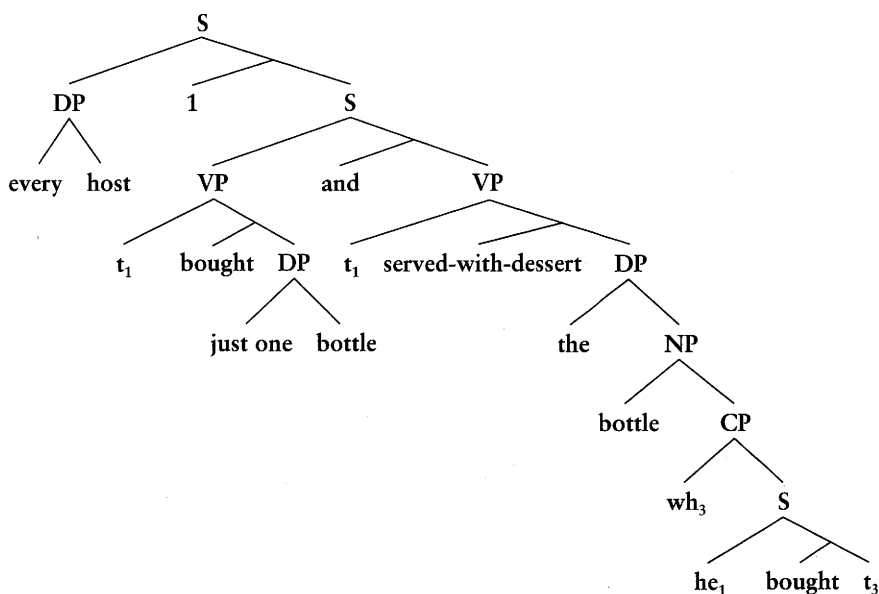 S
DP 1 S
every host VP and VP
t1 bought DP t1 served-with-dessert DP
just one bottle the NP
bottle CP
wh3 S
he1 bought t3